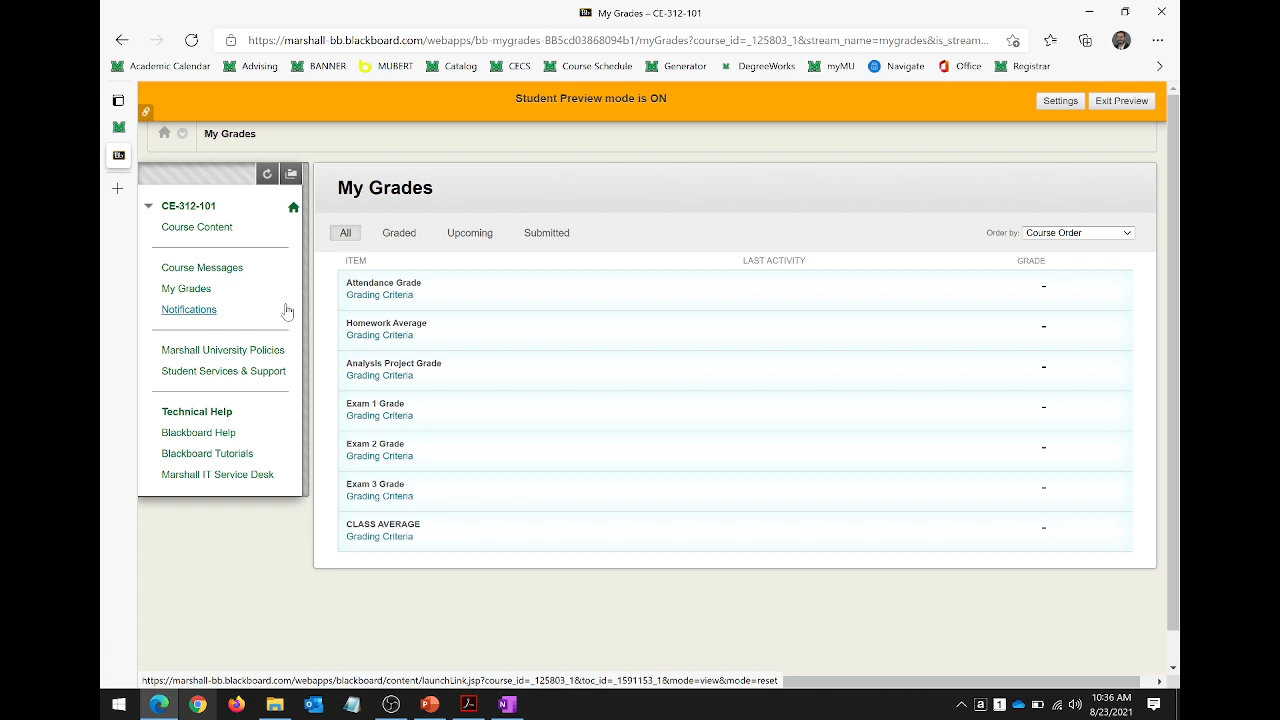 My Grades – CE-312-101
https://marshall-bb.blackboard.com/webapps/bb-mygrades-BB5cd03868094b1/myGrades?course_id=_125803_1&stream_name=mygrades&is_stream...
Academic Calendar Advising BANNER MUBERT Catalog CECS Course Schedule Generator DegreeWorks myMU Navigate Office Registrar
Student Preview mode is ON
Settings Exit Preview
My Grades
CE-312-101
Course Content
Course Messages
My Grades
Notifications
Marshall University Policies
Student Services & Support
Technical Help
Blackboard Help
Blackboard Tutorials
Marshall IT Service Desk
My Grades
All Graded Upcoming Submitted Order by: Course Order
ITEM LAST ACTIVITY GRADE
Attendance Grade -
Grading Criteria
Homework Average -
Grading Criteria
Analysis Project Grade -
Grading Criteria
Exam 1 Grade -
Grading Criteria
Exam 2 Grade -
Grading Criteria
Exam 3 Grade -
Grading Criteria
CLASS AVERAGE -
Grading Criteria
https://marshall-bb.blackboard.com/webapps/blackboard/content/launchLink.jsp?course_id=_125803_1&toc_id=_1591153_1&mode=view&mode=reset
10:36 AM
8/23/2021